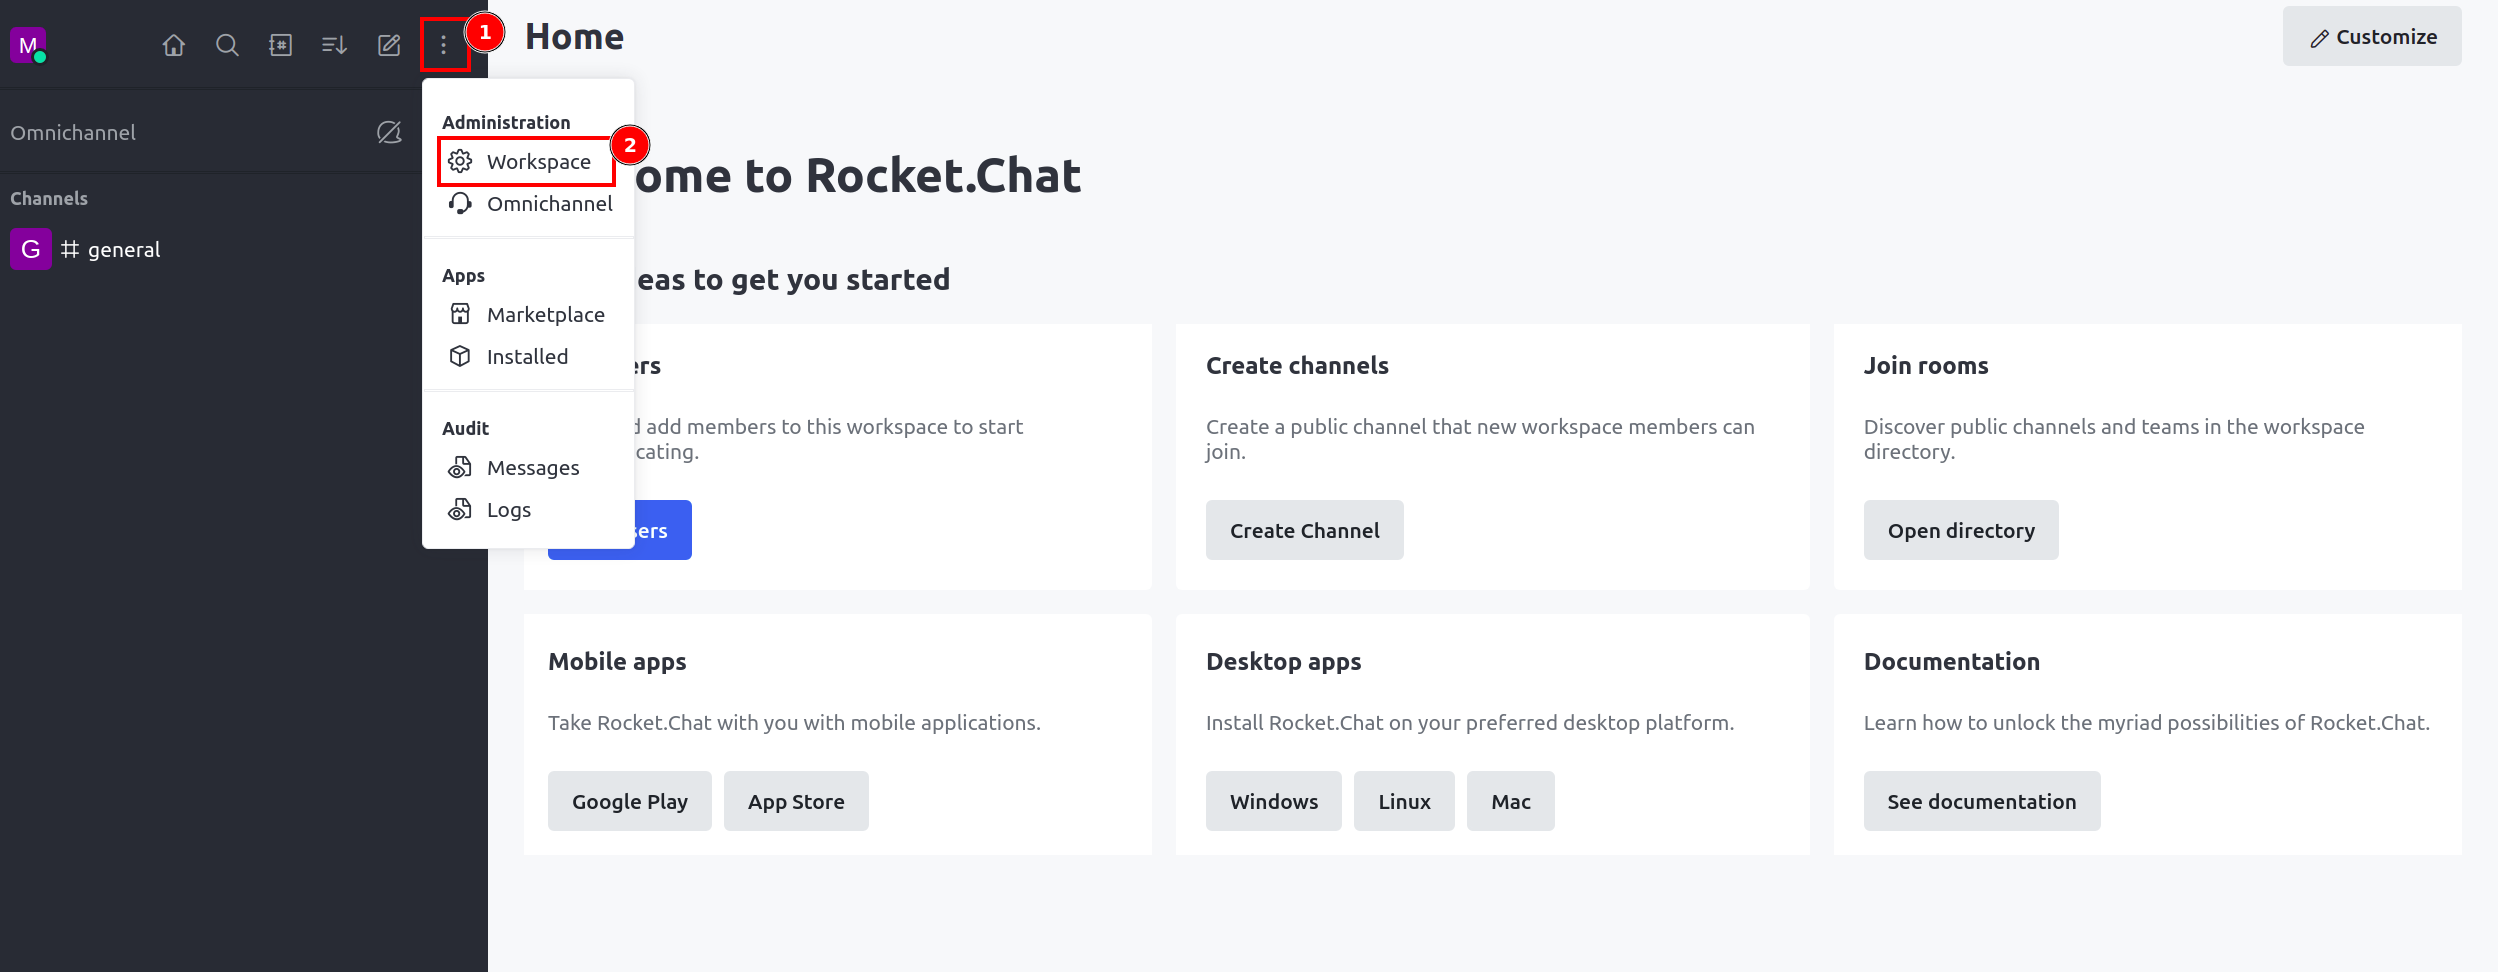 M
1
Home
Customize
Omnichannel
Administration
2
Workspace
Omnichannel
ome to Rocket.Chat
Channels
G general
Apps
Marketplace
Installed
eas to get you started
Audit
Messages
Logs
ers
add members to this workspace to start
cating.
sers
Create channels
Create a public channel that new workspace members can
join.
Create Channel
Join rooms
Discover public channels and teams in the workspace
directory.
Open directory
Mobile apps
Take Rocket.Chat with you with mobile applications.
Google Play App Store
Desktop apps
Install Rocket.Chat on your preferred desktop platform.
Windows Linux Mac
Documentation
Learn how to unlock the myriad possibilities of Rocket.Chat.
See documentation